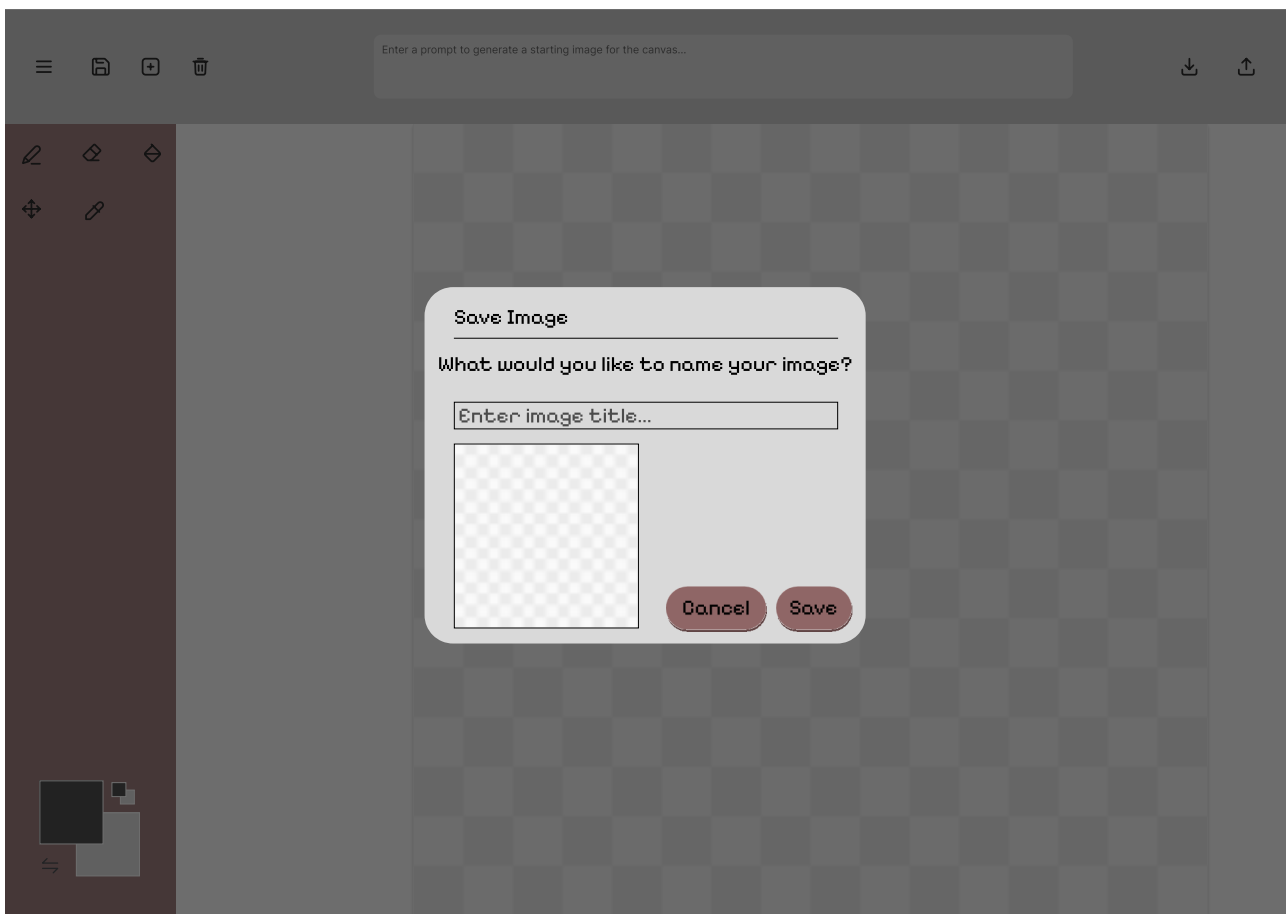 Enter a prompt to generate a starting image for the canvas...
Save Image
What would you like to name your image?
Enter image title...
Cancel
Save